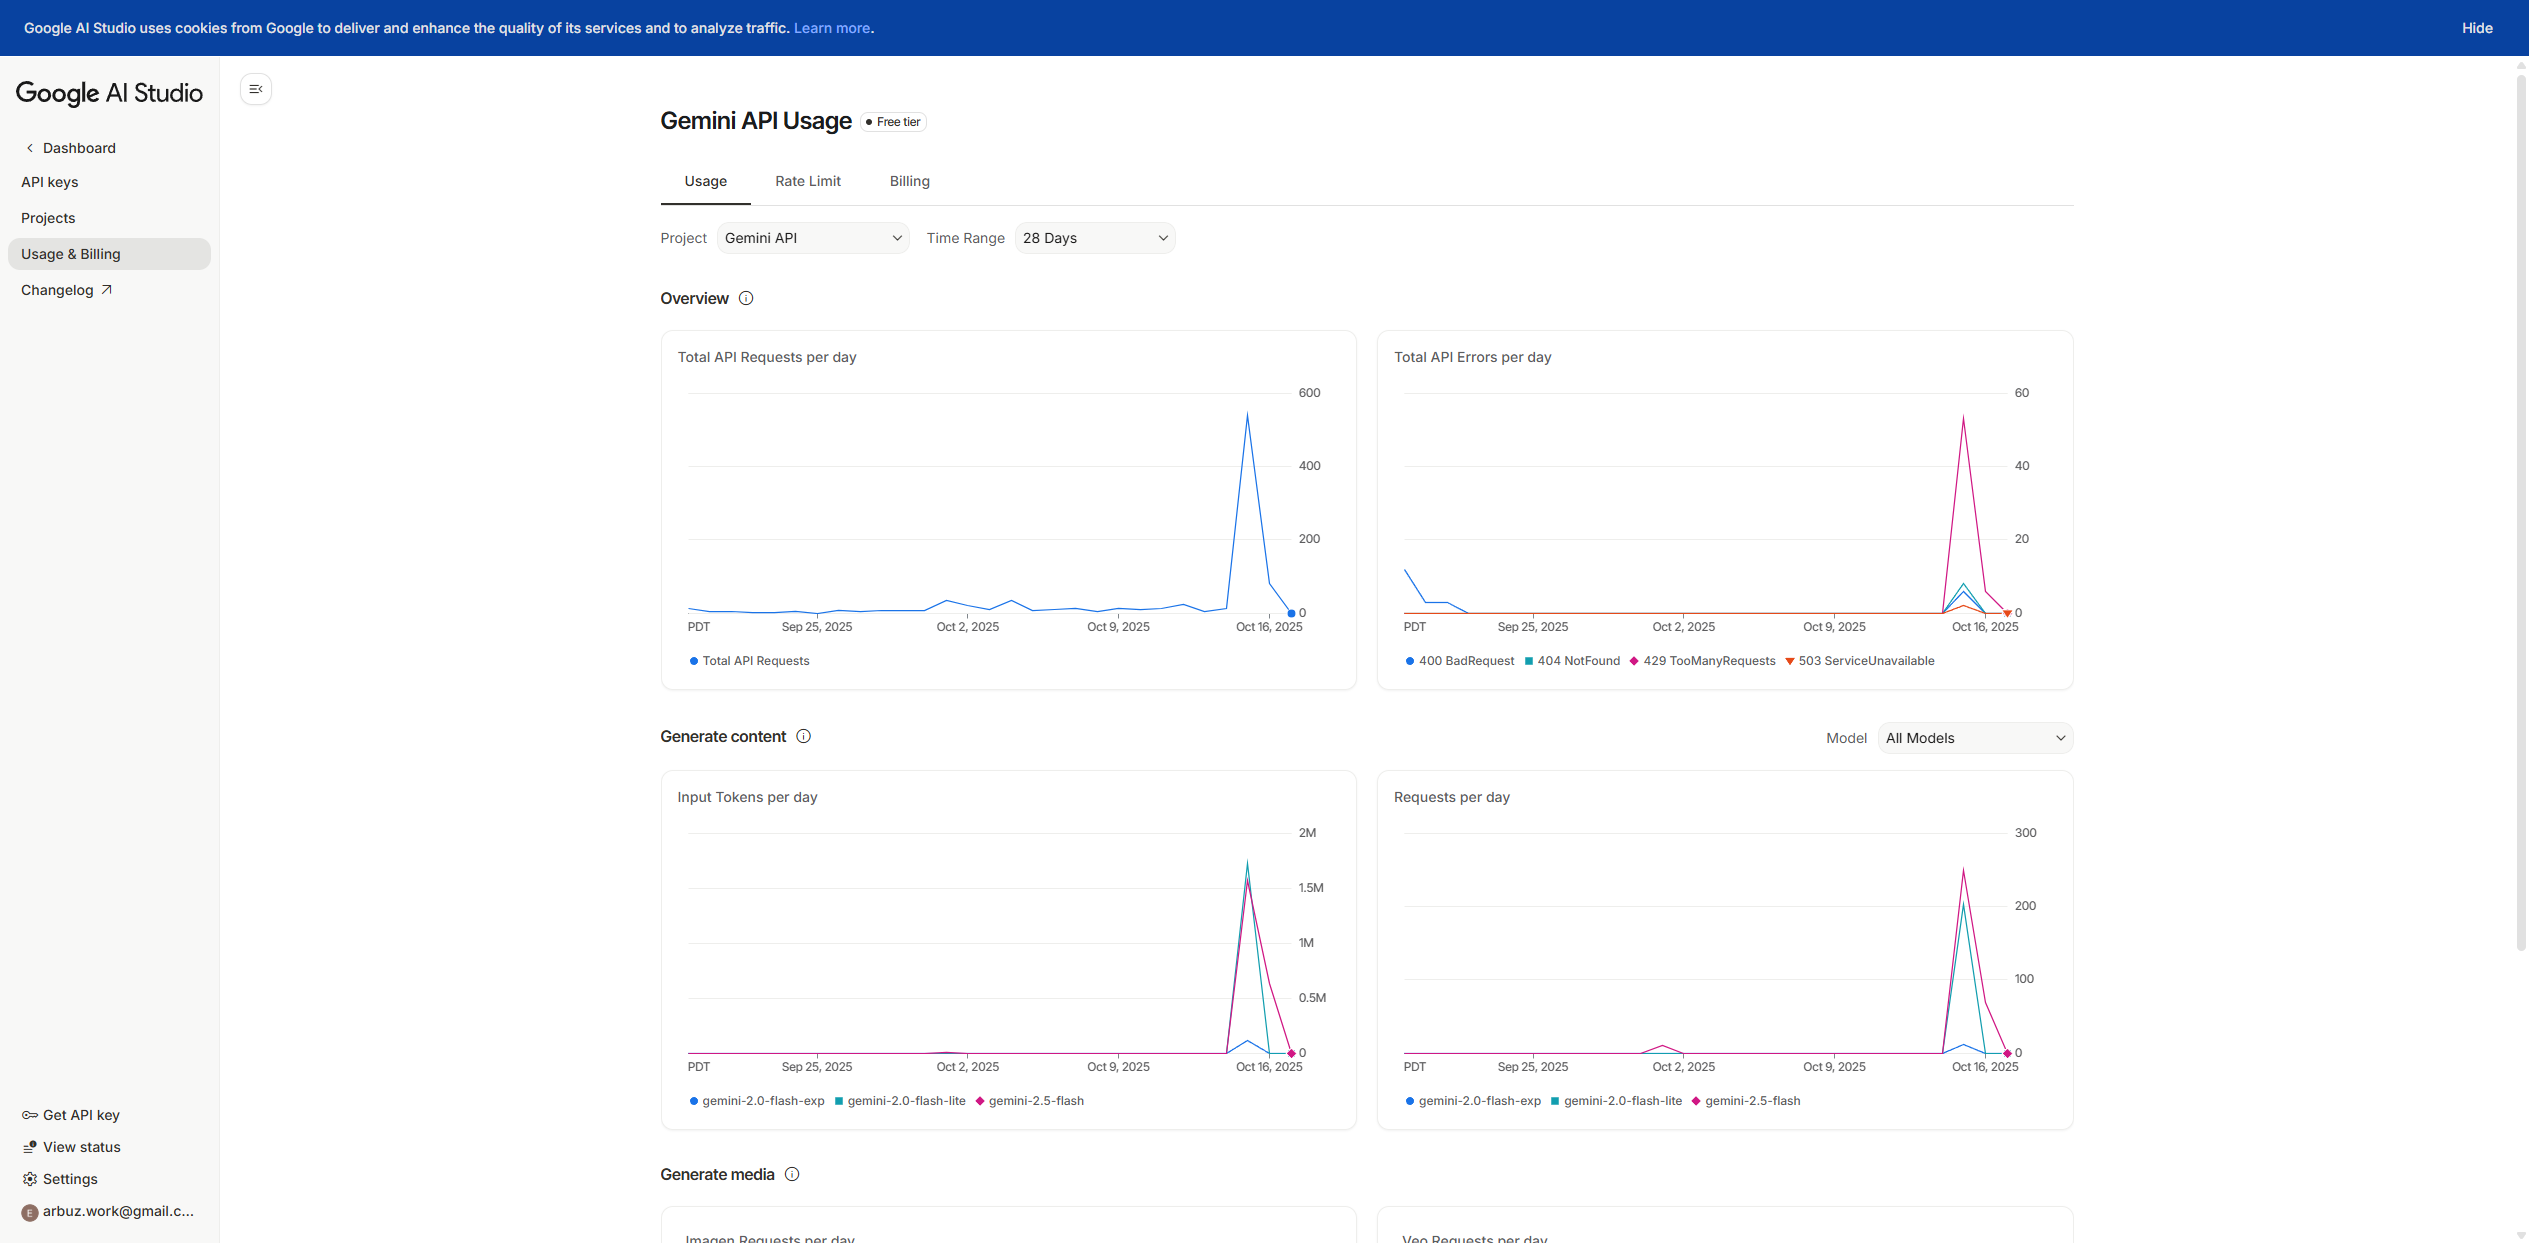 Google AI Studio uses cookies from Google to deliver and enhance the quality of its services and to analyze traffic. Learn more.
Hide
Google AI Studio
Dashboard
API keys
Projects
Usage & Billing
Changelog
Get API key
View status
Settings
E
arbuz.work@gmail.c...
Gemini API Usage
Free tier
Usage
Rate Limit
Billing
Project
Gemini API
Time Range
28 Days
Overview
Total API Requests per day
600
400
200
0
PDT
Sep 25, 2025
Oct 2, 2025
Oct 9, 2025
Oct 16, 2025
Total API Requests
Total API Errors per day
60
40
20
0
PDT
Sep 25, 2025
Oct 2, 2025
Oct 9, 2025
Oct 16, 2025
400 BadRequest
404 NotFound
429 TooManyRequests
503 ServiceUnavailable
Generate content
Model
All Models
Input Tokens per day
2M
1.5M
1M
0.5M
0
PDT
Sep 25, 2025
Oct 2, 2025
Oct 9, 2025
Oct 16, 2025
gemini-2.0-flash-exp
gemini-2.0-flash-lite
gemini-2.5-flash
Requests per day
300
200
100
0
PDT
Sep 25, 2025
Oct 2, 2025
Oct 9, 2025
Oct 16, 2025
gemini-2.0-flash-exp
gemini-2.0-flash-lite
gemini-2.5-flash
Generate media
Imagen Requests per day
Veo Requests per day